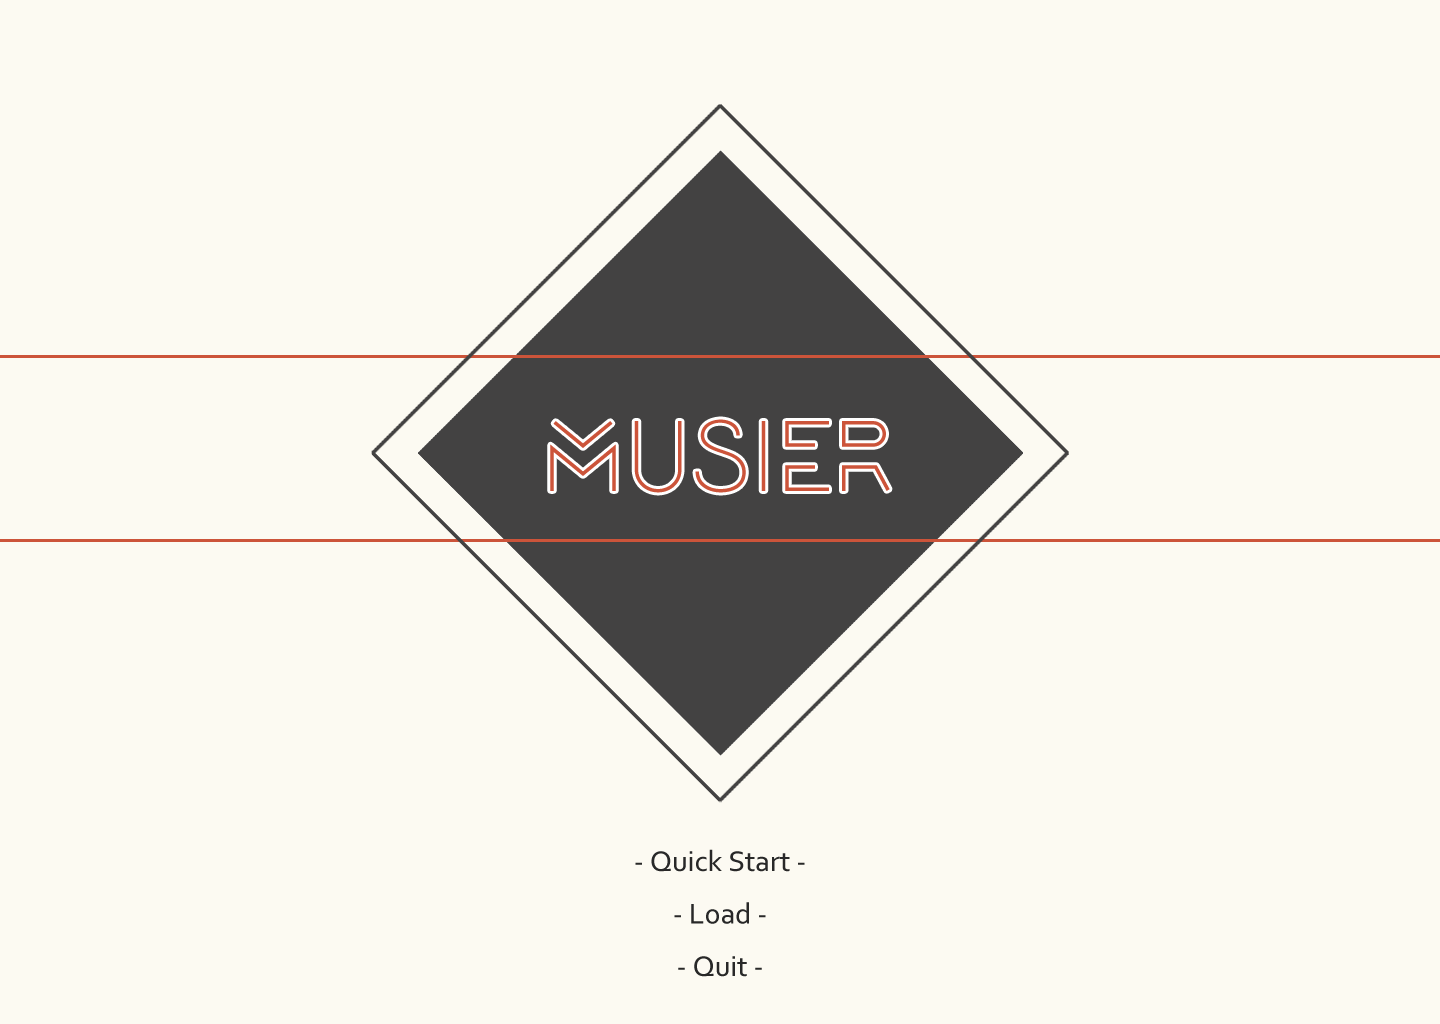 MUSIER
- Quick Start -
- Load -
- Quit -